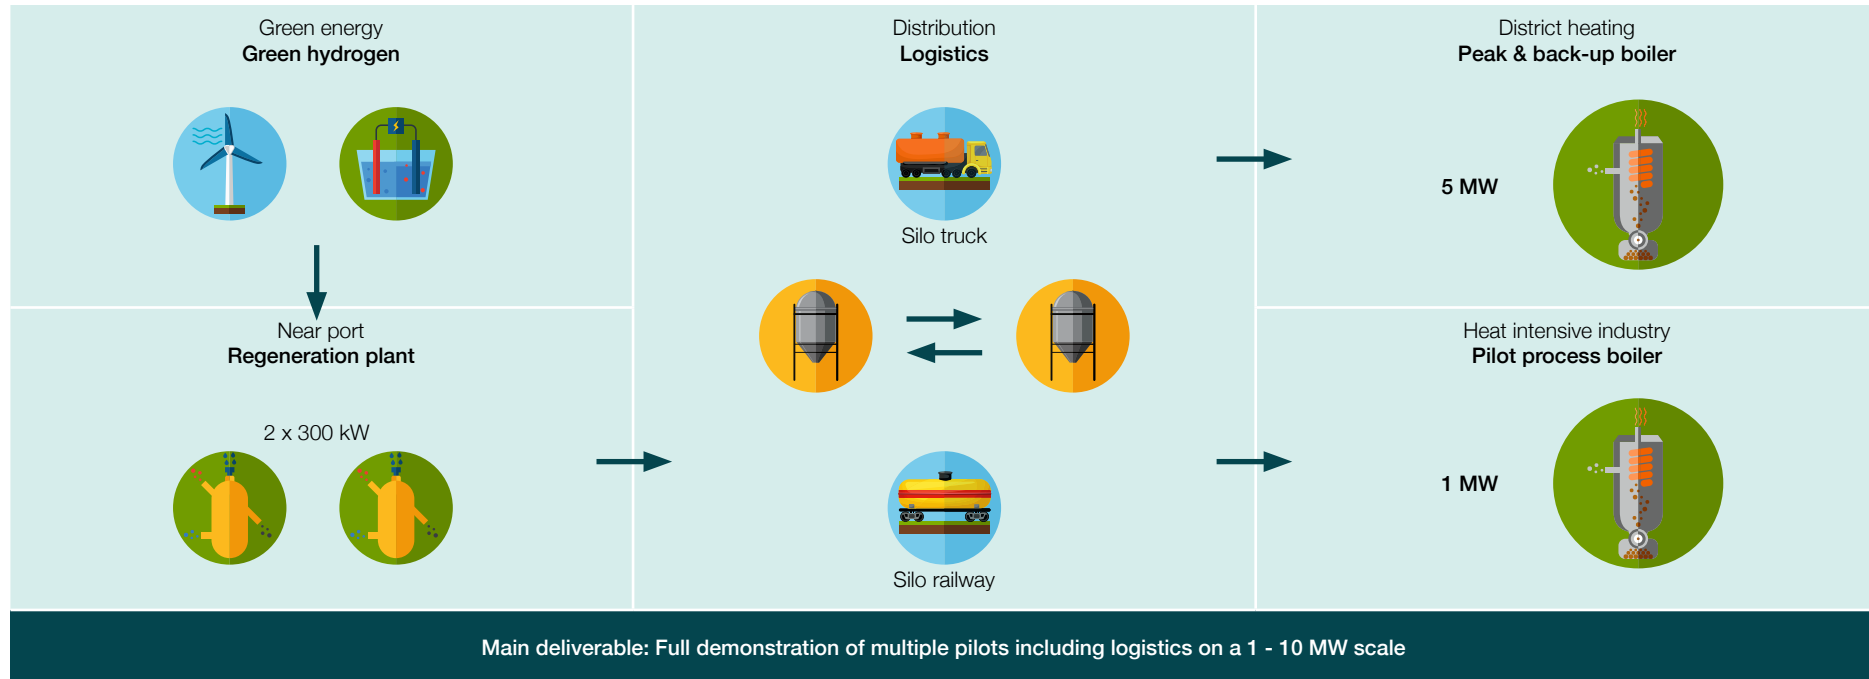 Green energy
Green hydrogen
Near port
Regeneration plant
2 x 300 kW
Distribution
Logistics
Silo truck
Silo railway
District heating
Peak & back-up boiler
5 MW
Heat intensive industry
Pilot process boiler
1 MW
Main deliverable: Full demonstration of multiple pilots including logistics on a 1 - 10 MW scale